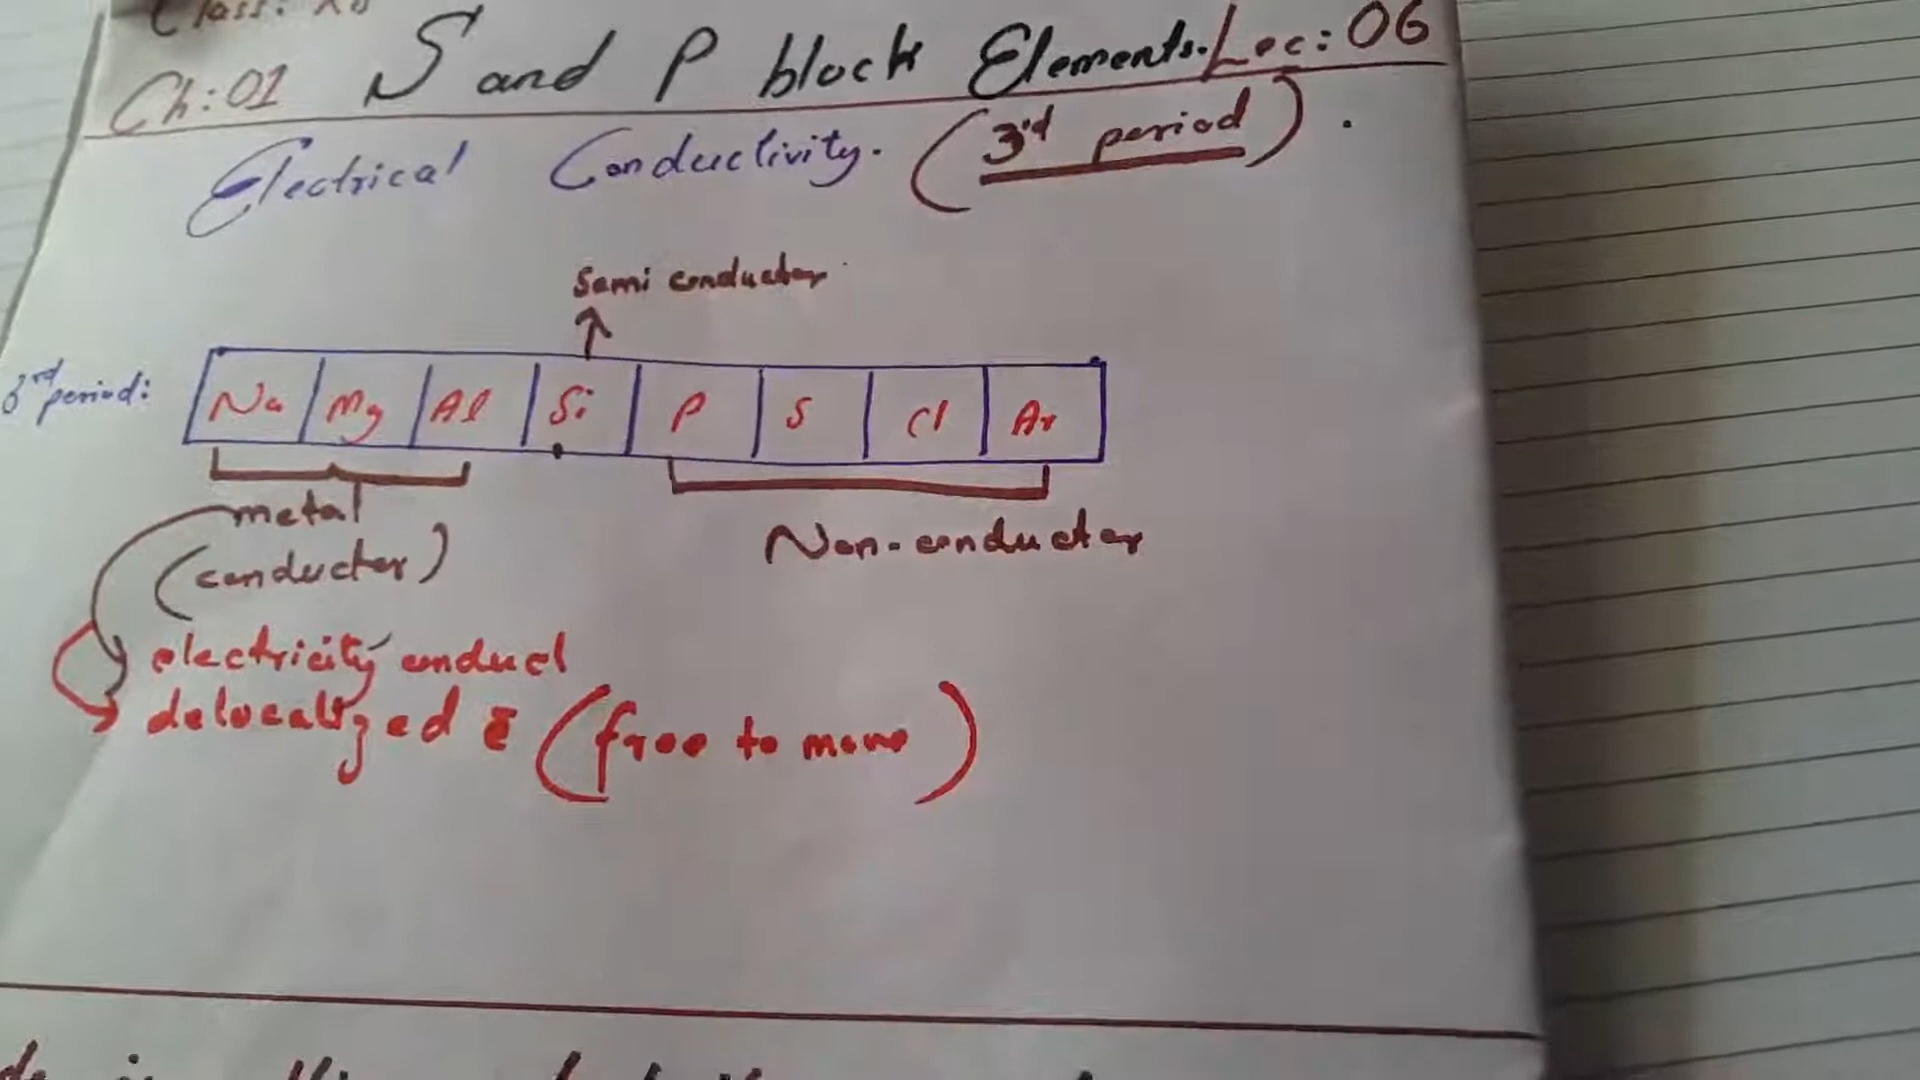 Class:
Ch:01 S and P block Elements. Lec:06
Electrical Conductivity. (3rd period).
Semi conductor
3rd period: Na Mg Al Si P S Cl Ar
metal
(conductor)
Non-conductor
electricity conduct
delocalized e̅ (free to move)